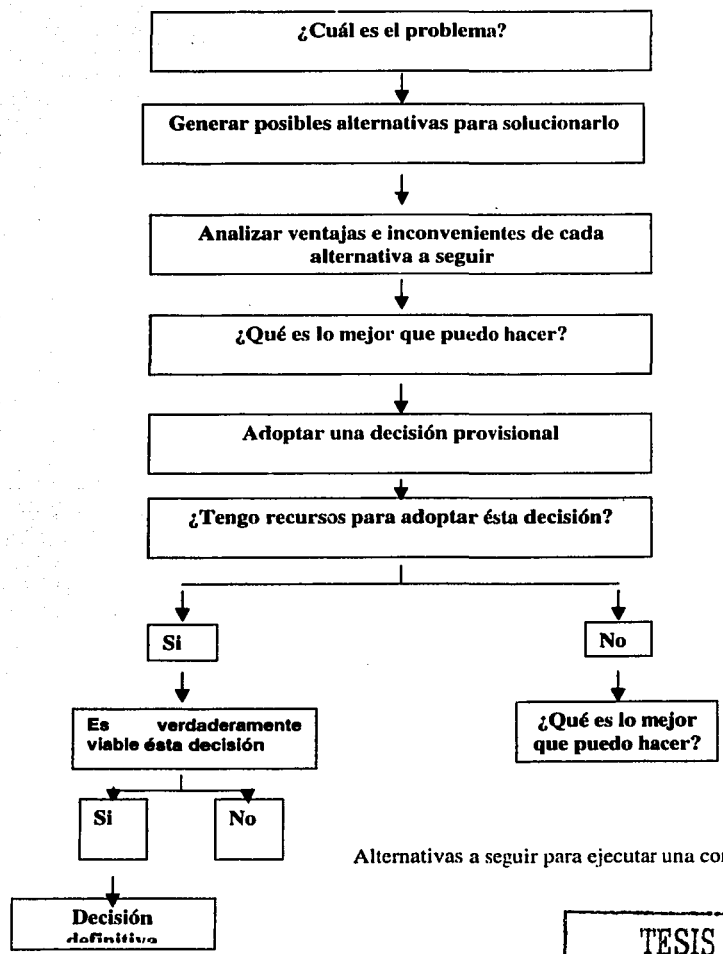 ¿Cuál es el problema?
Generar posibles alternativas para solucionarlo
Analizar ventajas e inconvenientes de cada
alternativa a seguir
¿Qué es lo mejor que puedo hacer?
Adoptar una decisión provisional
¿Tengo recursos para adoptar ésta decisión?
Si
No
Es verdaderamente
viable ésta decisión
¿Qué es lo mejor
que puedo hacer?
Si
No
Alternativas a seguir para ejecutar una
Decisión
definitiva
TESIS